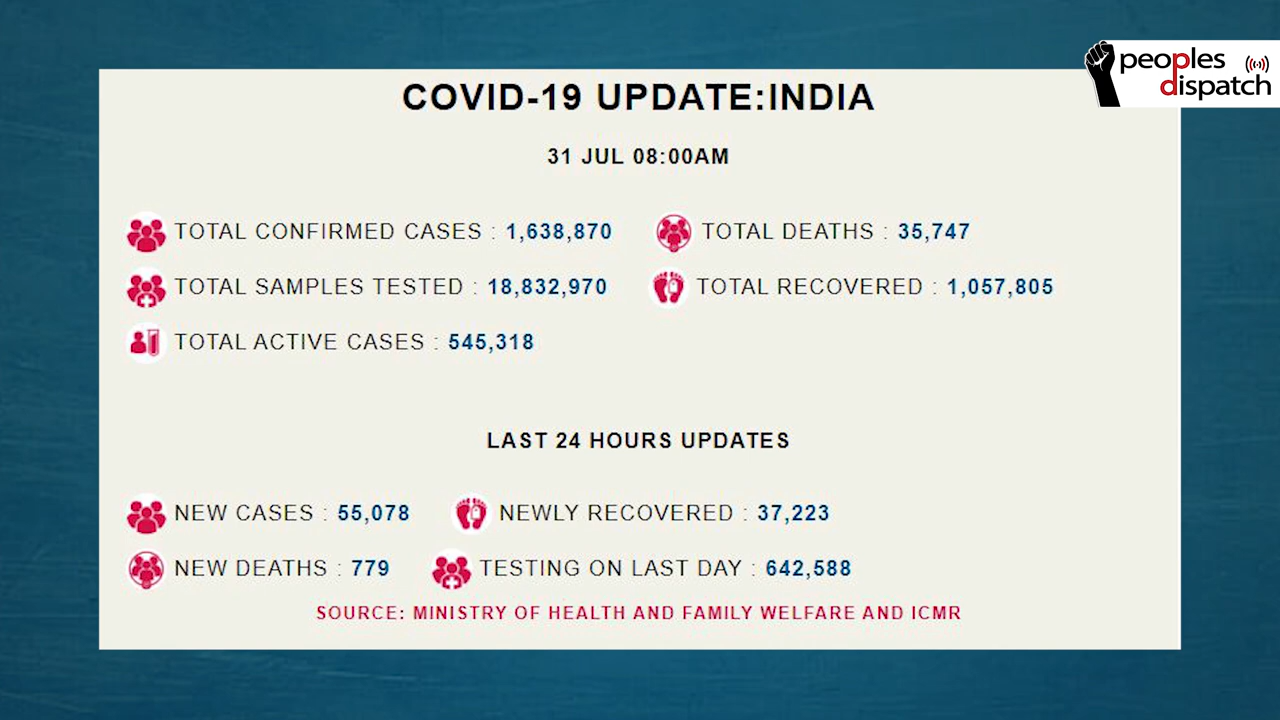 peoples
dispatch
COVID-19 UPDATE:INDIA
31 JUL 08:00AM
TOTAL CONFIRMED CASES : 1,638,870 TOTAL DEATHS : 35,747
TOTAL SAMPLES TESTED : 18,832,970 TOTAL RECOVERED : 1,057,805
TOTAL ACTIVE CASES : 545,318
LAST 24 HOURS UPDATES
NEW CASES : 55,078 NEWLY RECOVERED : 37,223
NEW DEATHS : 779 TESTING ON LAST DAY : 642,588
SOURCE: MINISTRY OF HEALTH AND FAMILY WELFARE AND ICMR